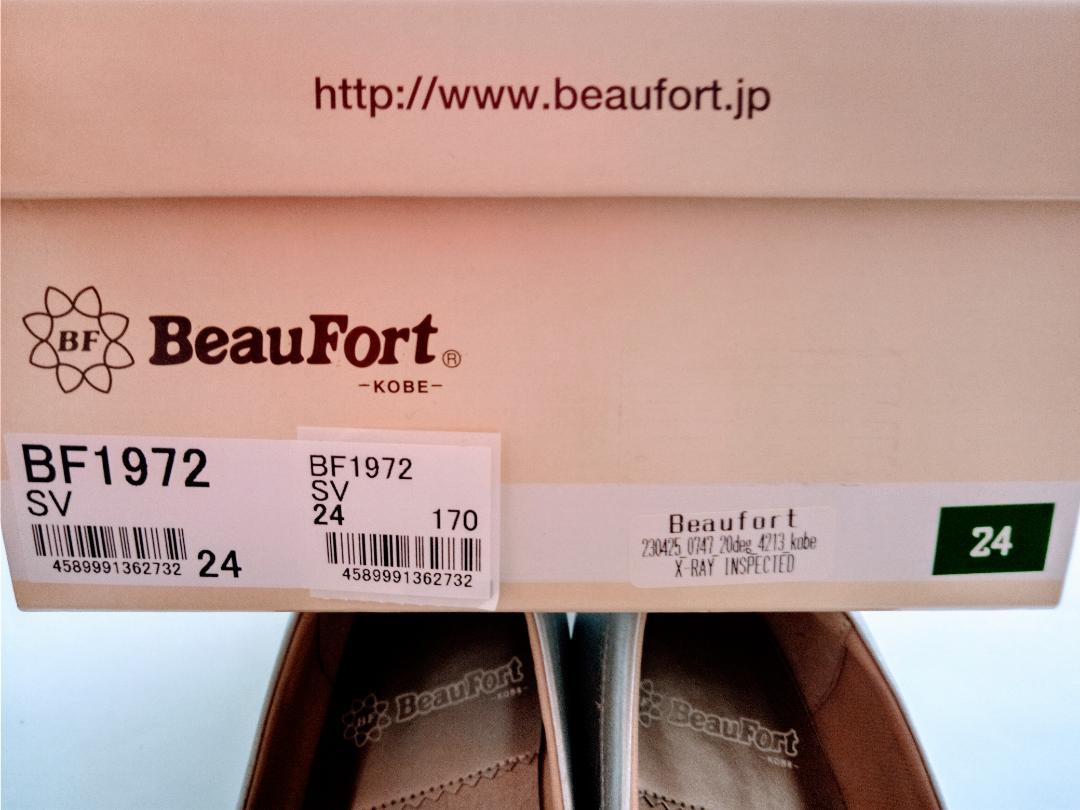 http://www.beaufort.jp
BF
BeauFort®
-KOBE-
BF1972
SV
4589991362732
24
BF1972
SV
24 170
4589991362732
Beaufort
230425_0747_20deg_4213_kobe
X-RAY INSPECTED
24
BF BeauFort
-KOBE-
BeauFort
-KOBE-